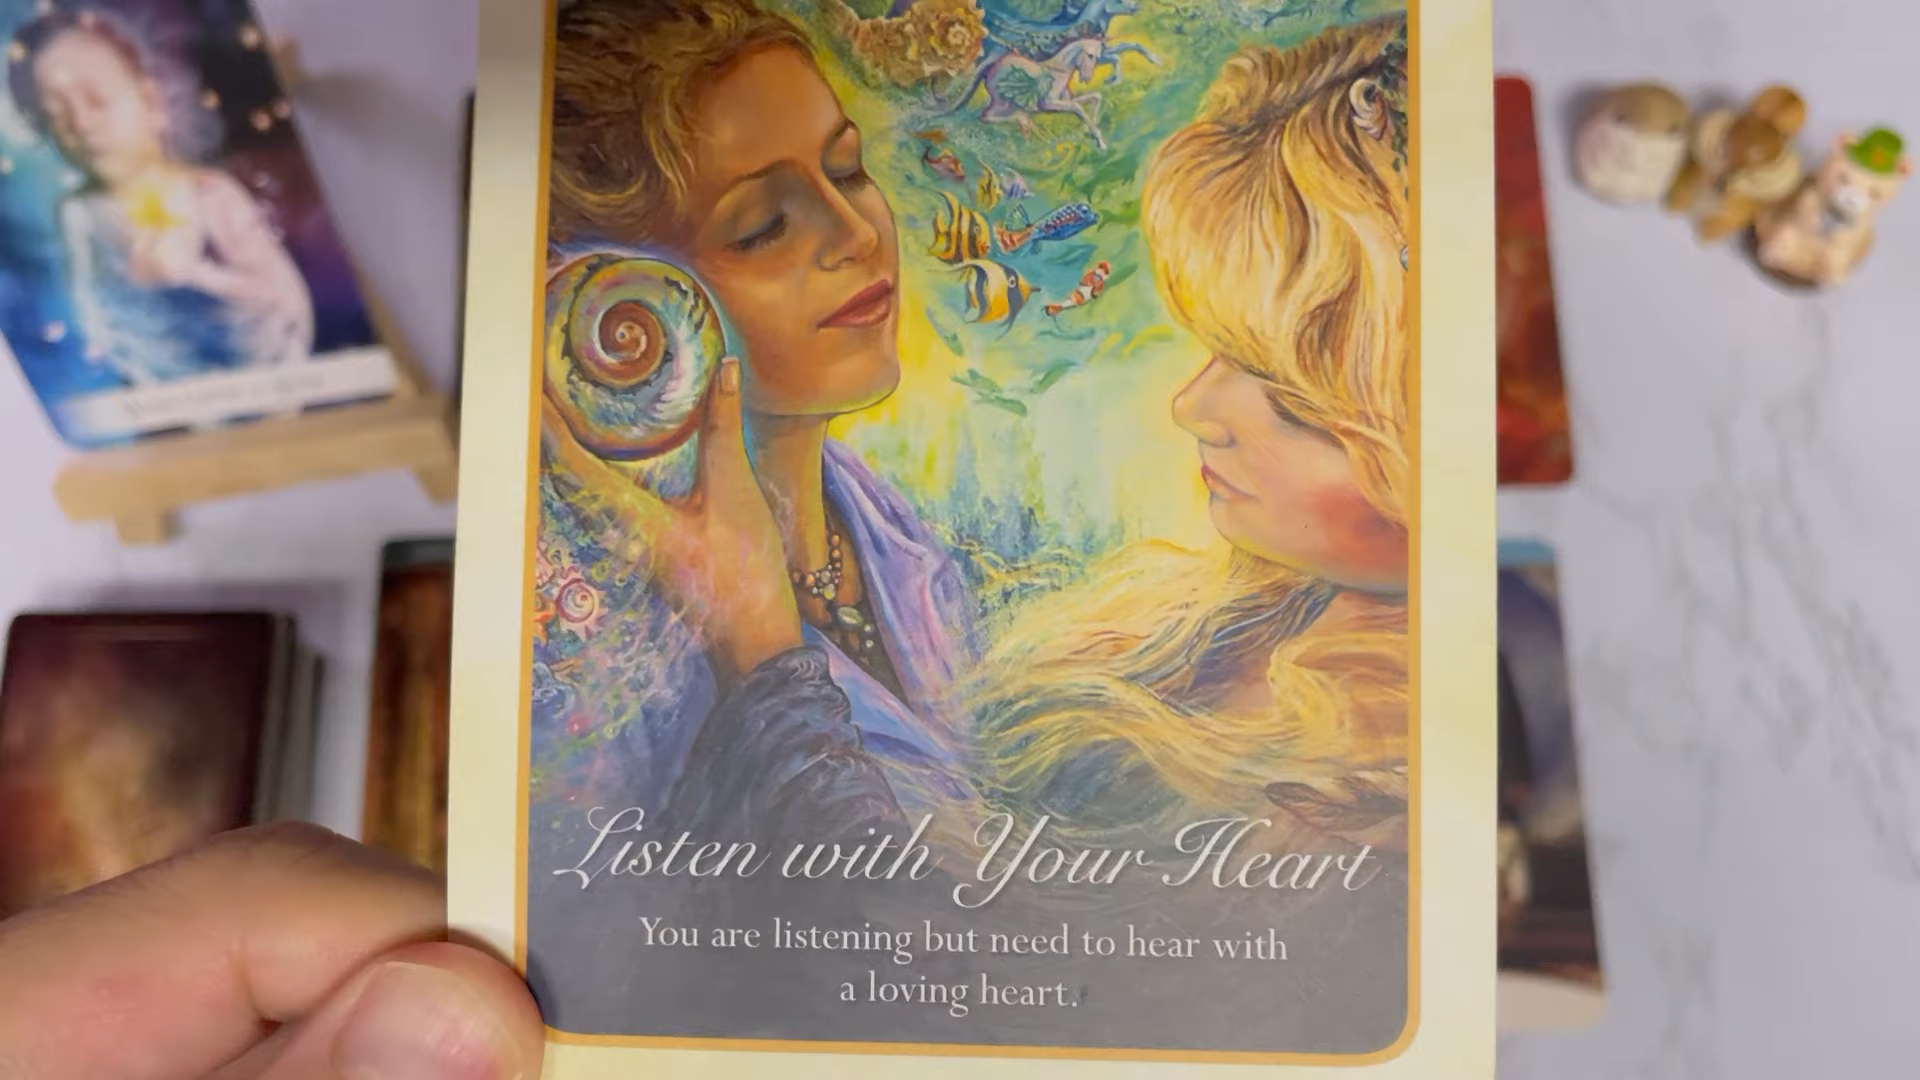 Listen with Your Heart
You are listening but need to hear with
a loving heart.